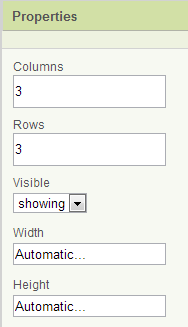 Properties
Columns
3
Rows
3
Visible
showing
Width
Automatic...
Height
Automatic...